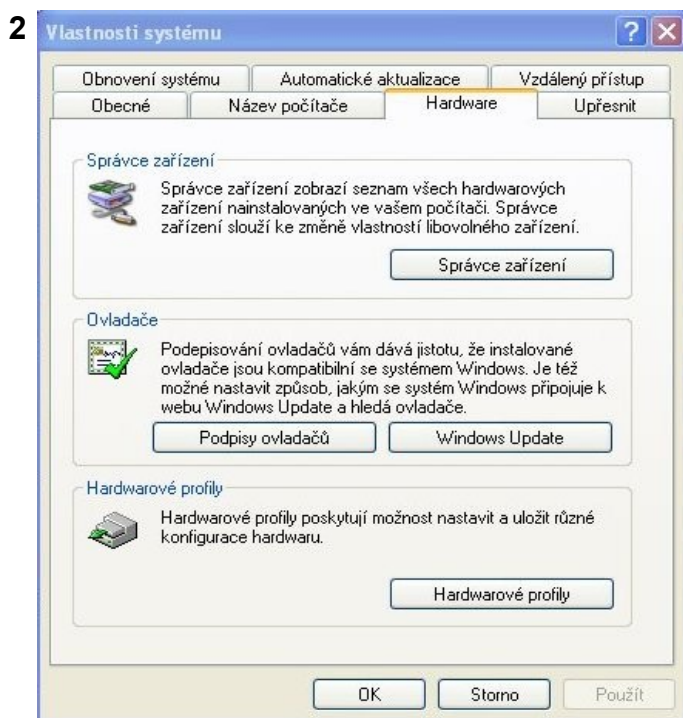 2
Vlastnosti systému
Obnovení systému Automatické aktualizace Vzdálený přístup
Obecné Název počítače Hardware Upřesnit
Správce zařízení
Správce zařízení zobrazí seznam všech hardwarových
zařízení nainstalovaných ve vašem počítači. Správce
zařízení slouží ke změně vlastností libovolného zařízení.
Správce zařízení
Ovladače
Podepisování ovladačů vám dává jistotu, že instalované
ovladače jsou kompatibilní se systémem Windows. Je též
možné nastavit způsob, jakým se systém Windows připojuje k
webu Windows Update a hledá ovladače.
Podpisy ovladačů Windows Update
Hardwarové profily
Hardwarové profily poskytují možnost nastavit a uložit různé
konfigurace hardwaru.
Hardwarové profily
OK Storno Použít